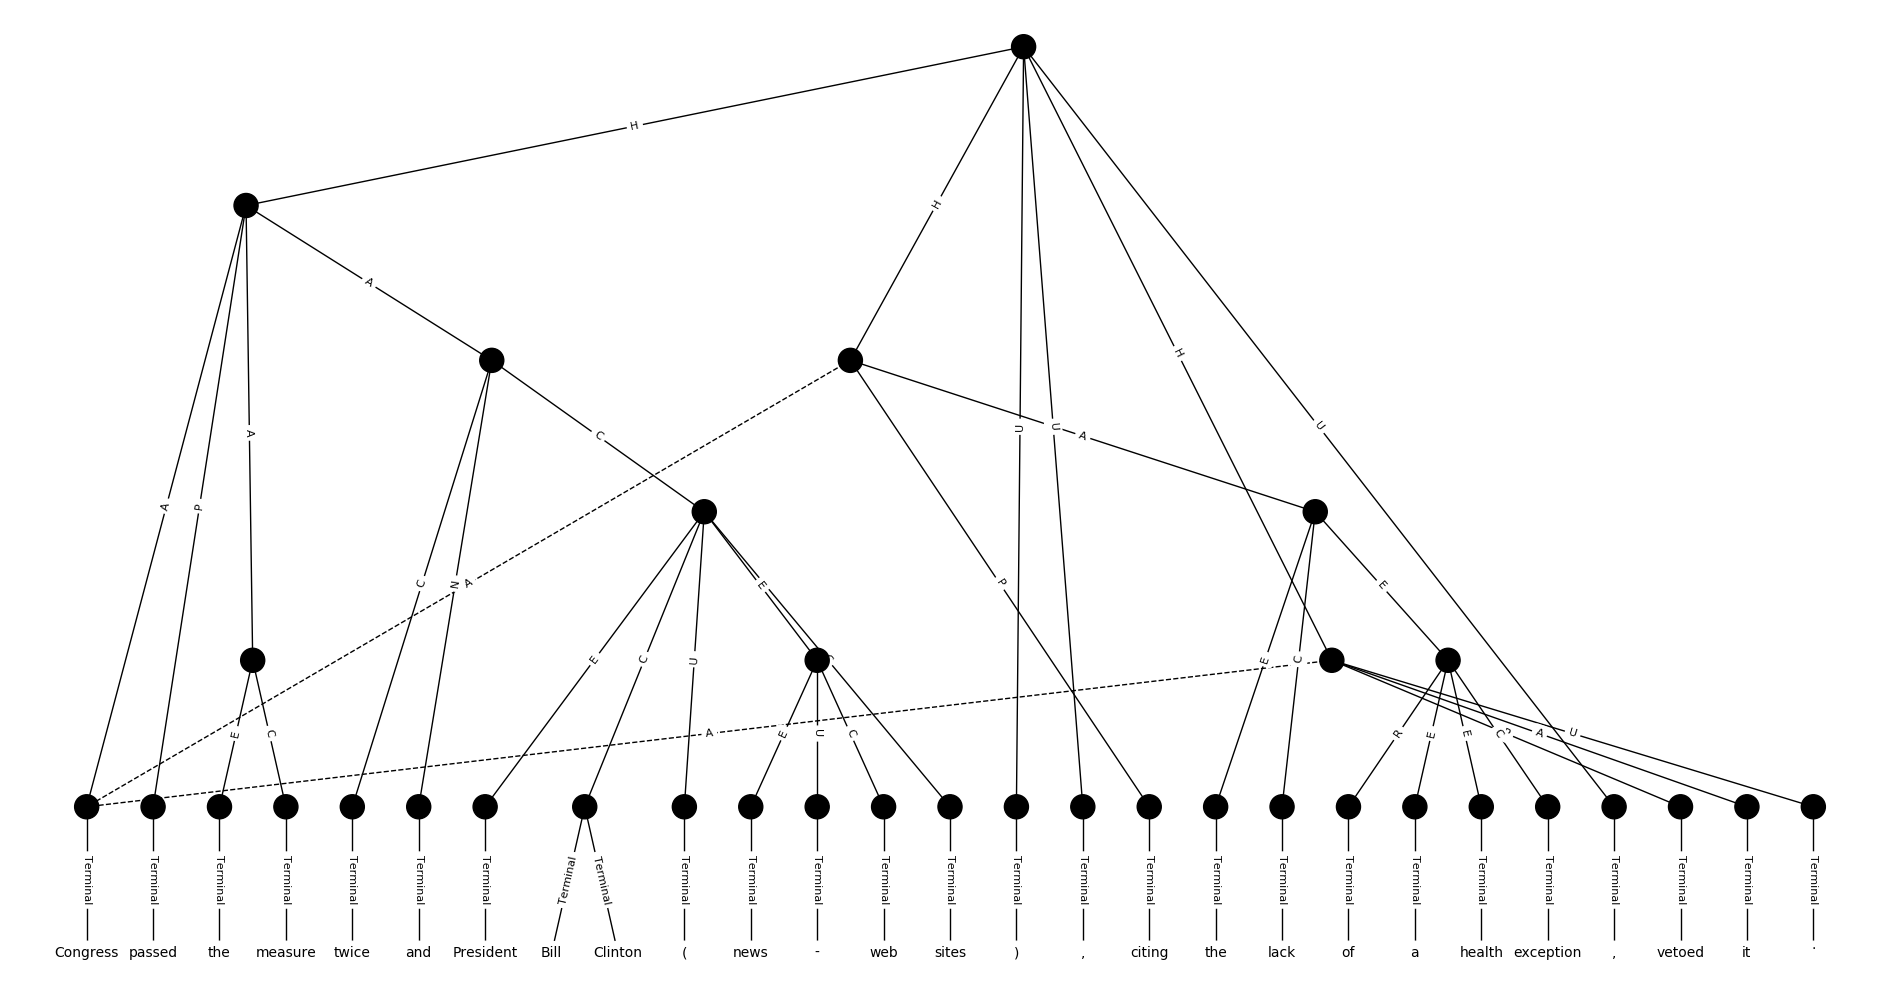 H
H
A
H
A
U
U
A
U
C
A
P
C
N
A
E
P
E
E
C
U
C
E
C
E
C
A
E
U
C
R
E
E
C
A
U
Terminal Terminal Terminal Terminal Terminal Terminal Terminal Terminal Terminal Terminal Terminal Terminal Terminal Terminal Terminal Terminal Terminal Terminal Terminal Terminal Terminal Terminal Terminal Terminal Terminal Terminal Terminal
Congress passed the measure twice and President Bill Clinton ( news - web sites ) , citing the lack of a health exception , vetoed it .